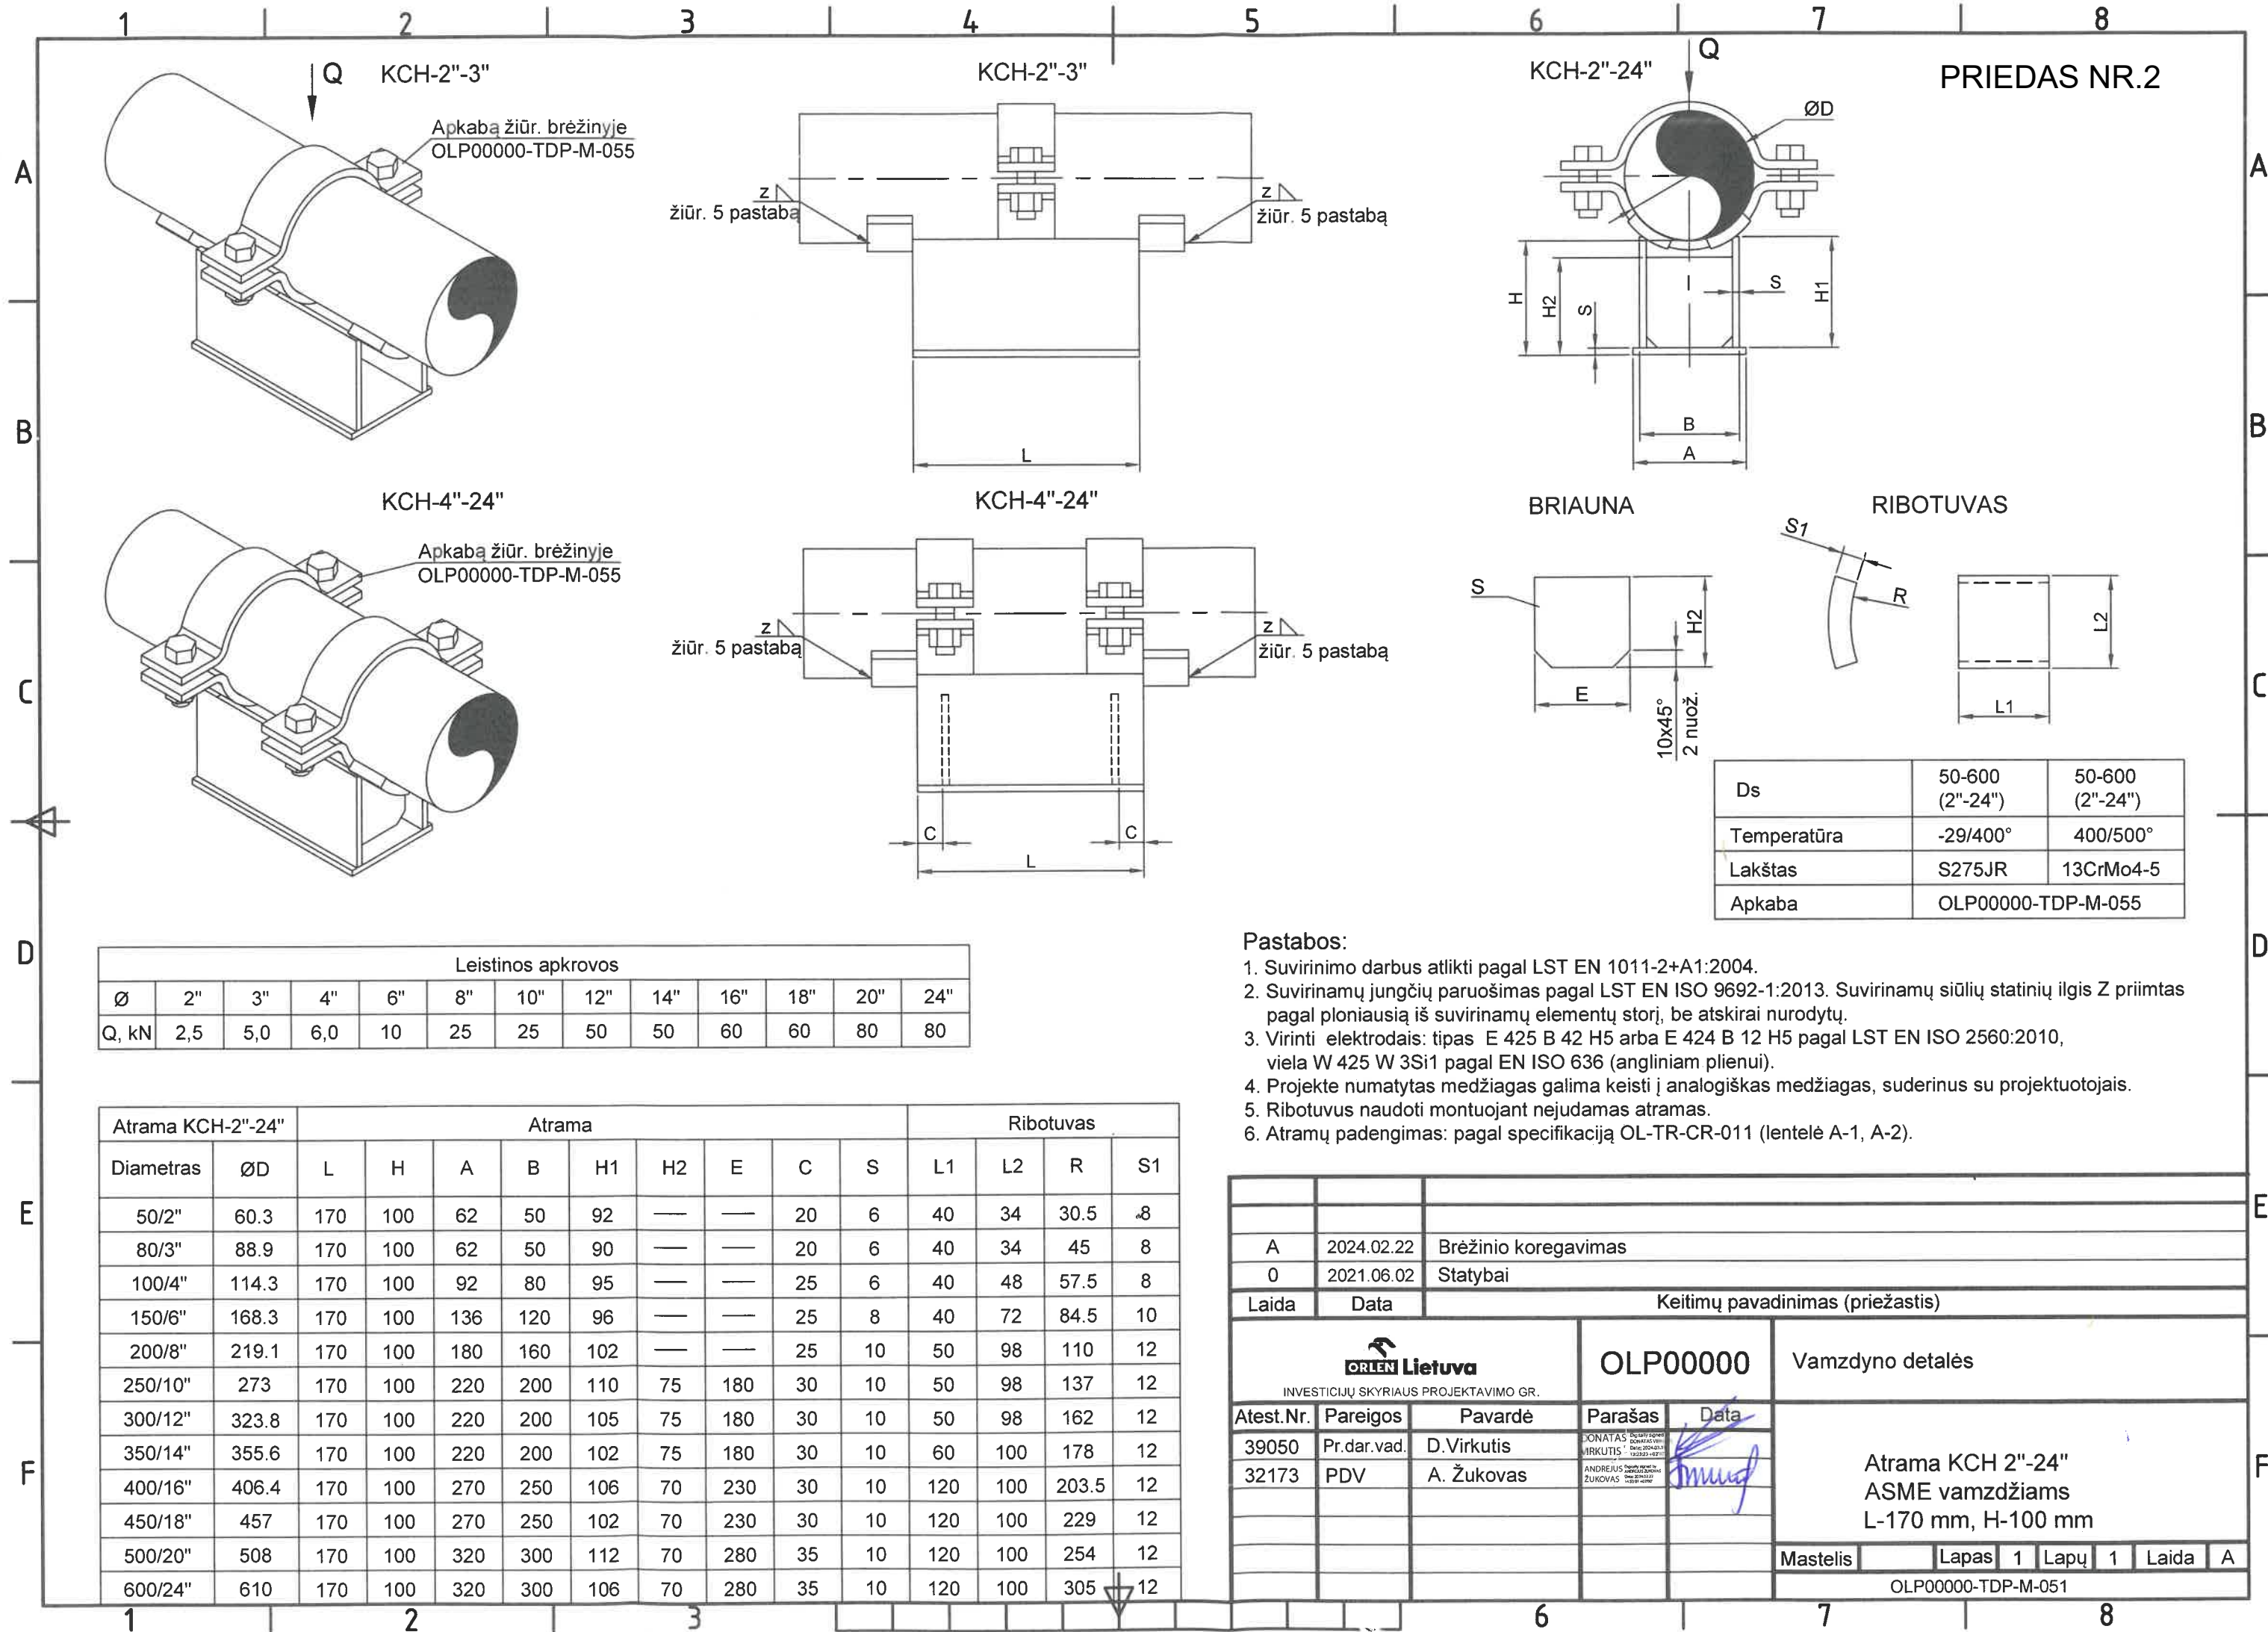 1 2 3 4 5 6 7 8
A
B
C
D
E
F
A
B
C
D
E
F
PRIEDAS NR.2
Q
KCH-2"-3"
Apkabą žiūr. brėžinyje
OLP00000-TDP-M-055
KCH-2"-3"
z
žiūr. 5 pastabą
z
žiūr. 5 pastabą
L
KCH-2"-24"
Q
ØD
H
H2
S
I
S
H1
B
A
KCH-4"-24"
Apkabą žiūr. brėžinyje
OLP00000-TDP-M-055
KCH-4"-24"
z
žiūr. 5 pastabą
z
žiūr. 5 pastabą
C
C
L
BRIAUNA
S
H2
E
10x45°
2 nuož.
RIBOTUVAS
S1
R
L2
L1
Ds 50-600 50-600
(2"-24") (2"-24")
Temperatūra -29/400° 400/500°
Lakštas S275JR 13CrMo4-5
Apkaba OLP00000-TDP-M-055
Leistinos apkrovos
Ø 2" 3" 4" 6" 8" 10" 12" 14" 16" 18" 20" 24"
Q, kN 2,5 5,0 6,0 10 25 25 50 50 60 60 80 80
Pastabos:
1. Suvirinimo darbus atlikti pagal LST EN 1011-2+A1:2004.
2. Suvirinamų jungčių paruošimas pagal LST EN ISO 9692-1:2013. Suvirinamų siūlių statinių ilgis Z priimtas
pagal ploniausią iš suvirinamų elementų storį, be atskirai nurodytų.
3. Virinti elektrodais: tipas E 425 B 42 H5 arba E 424 B 12 H5 pagal LST EN ISO 2560:2010,
viela W 425 W 3Si1 pagal EN ISO 636 (angliniam plienui).
4. Projekte numatytas medžiagas galima keisti į analogiškas medžiagas, suderinus su projektuotojais.
5. Ribotuvus naudoti montuojant nejudamas atramas.
6. Atramų padengimas: pagal specifikaciją OL-TR-CR-011 (lentelė A-1, A-2).
Atrama KCH-2"-24" Atrama Ribotuvas
Diametras ØD L H A B H1 H2 E C S L1 L2 R S1
50/2" 60.3 170 100 62 50 92 — — 20 6 40 34 30.5 8
80/3" 88.9 170 100 62 50 90 — — 20 6 40 34 45 8
100/4" 114.3 170 100 92 80 95 — — 25 6 40 48 57.5 8
150/6" 168.3 170 100 136 120 96 — — 25 8 40 72 84.5 10
200/8" 219.1 170 100 180 160 102 — — 25 10 50 98 110 12
250/10" 273 170 100 220 200 110 75 180 30 10 50 98 137 12
300/12" 323.8 170 100 220 200 105 75 180 30 10 50 98 162 12
350/14" 355.6 170 100 220 200 102 75 180 30 10 60 100 178 12
400/16" 406.4 170 100 270 250 106 70 230 30 10 120 100 203.5 12
450/18" 457 170 100 270 250 102 70 230 30 10 120 100 229 12
500/20" 508 170 100 320 300 112 70 280 35 10 120 100 254 12
600/24" 610 170 100 320 300 106 70 280 35 10 120 100 305 12
A 2024.02.22 Brėžinio koregavimas
0 2021.06.02 Statybai
Laida Data Keitimų pavadinimas (priežastis)
ORLEN Lietuva
INVESTICIJŲ SKYRIAUS PROJEKTAVIMO GR.
OLP00000
Vamzdyno detalės
Atest.Nr. Pareigos Pavardė Parašas Data
39050 Pr.dar.vad. D.Virkutis DONATAS VIRKUTIS
32173 PDV A. Žukovas ANDREJUS ŽUKOVAS
Atrama KCH 2"-24"
ASME vamzdžiams
L-170 mm, H-100 mm
Mastelis Lapas 1 Lapų 1 Laida A
OLP00000-TDP-M-051
1 2 3 6 7 8